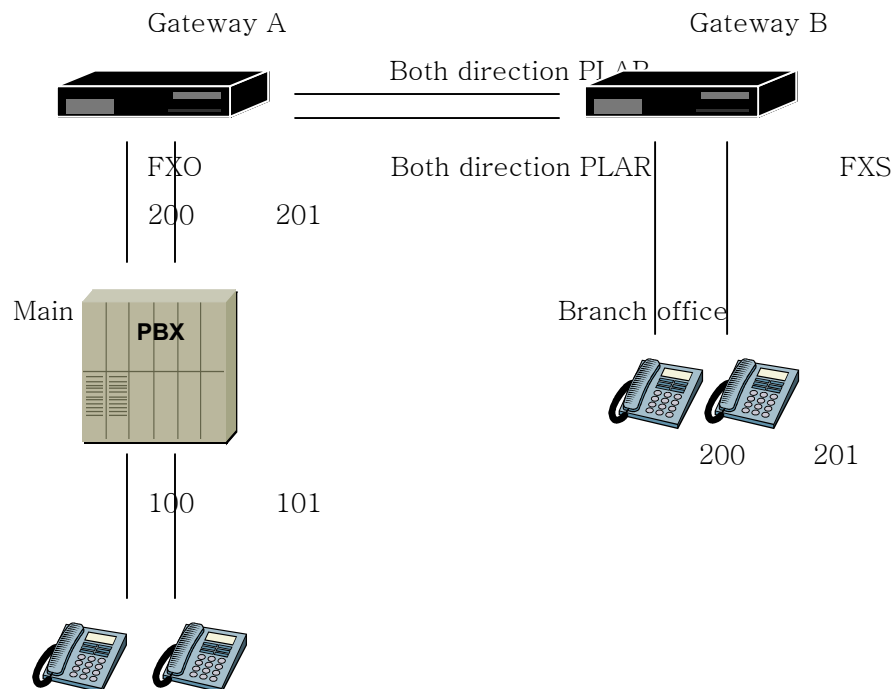 Gateway A
Gateway B
Both direction PLAR
FXO
Both direction PLAR
FXS
200 201
Main
PBX
Branch office
200 201
100 101